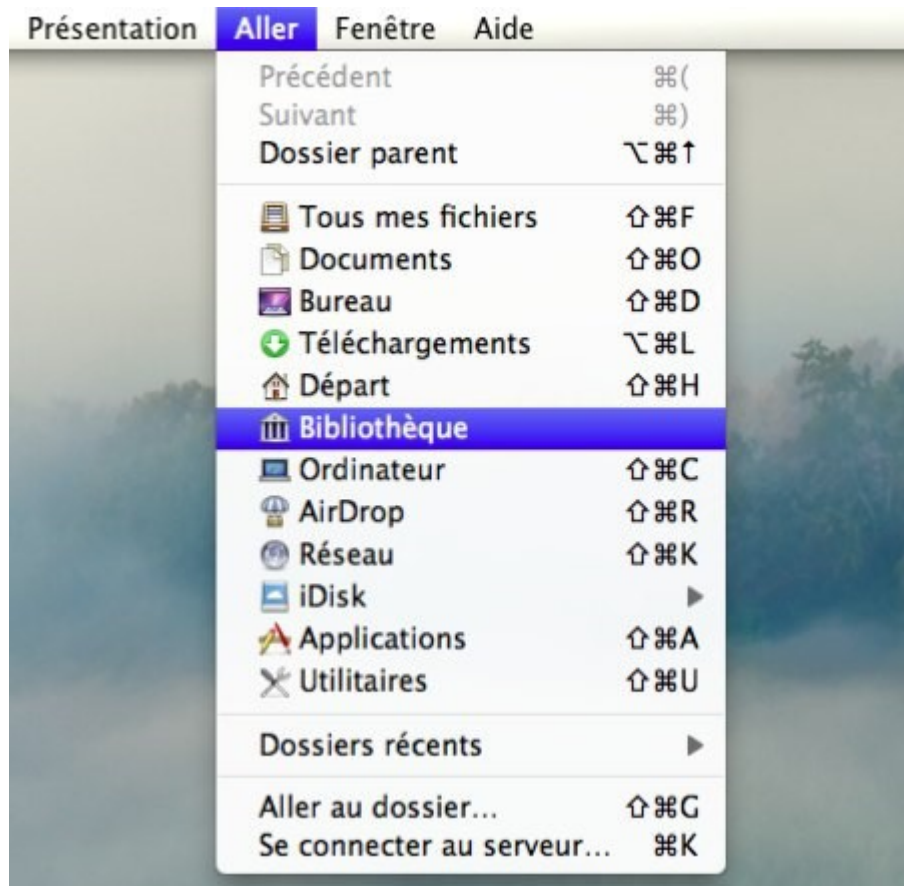 Présentation Aller Fenêtre Aide
Précédent ⌘(
Suivant ⌘)
Dossier parent ⌥⌘↑
Tous mes fichiers ⇧⌘F
Documents ⇧⌘O
Bureau ⇧⌘D
Téléchargements ⌥⌘L
Départ ⇧⌘H
Bibliothèque
Ordinateur ⇧⌘C
AirDrop ⇧⌘R
Réseau ⇧⌘K
iDisk ▶
Applications ⇧⌘A
Utilitaires ⇧⌘U
Dossiers récents ▶
Aller au dossier... ⇧⌘G
Se connecter au serveur... ⌘K